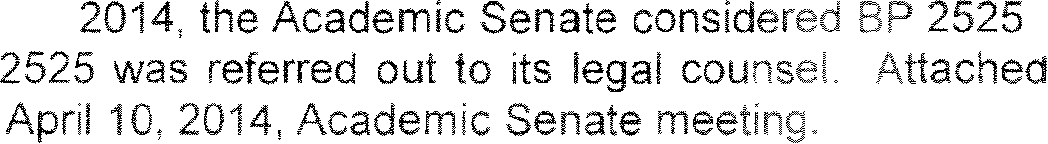 2014, the Academic Senate considered BP 2525
2525 was referred out to its legal counsel. Attached
April 10, 2014, Academic Senate meeting.